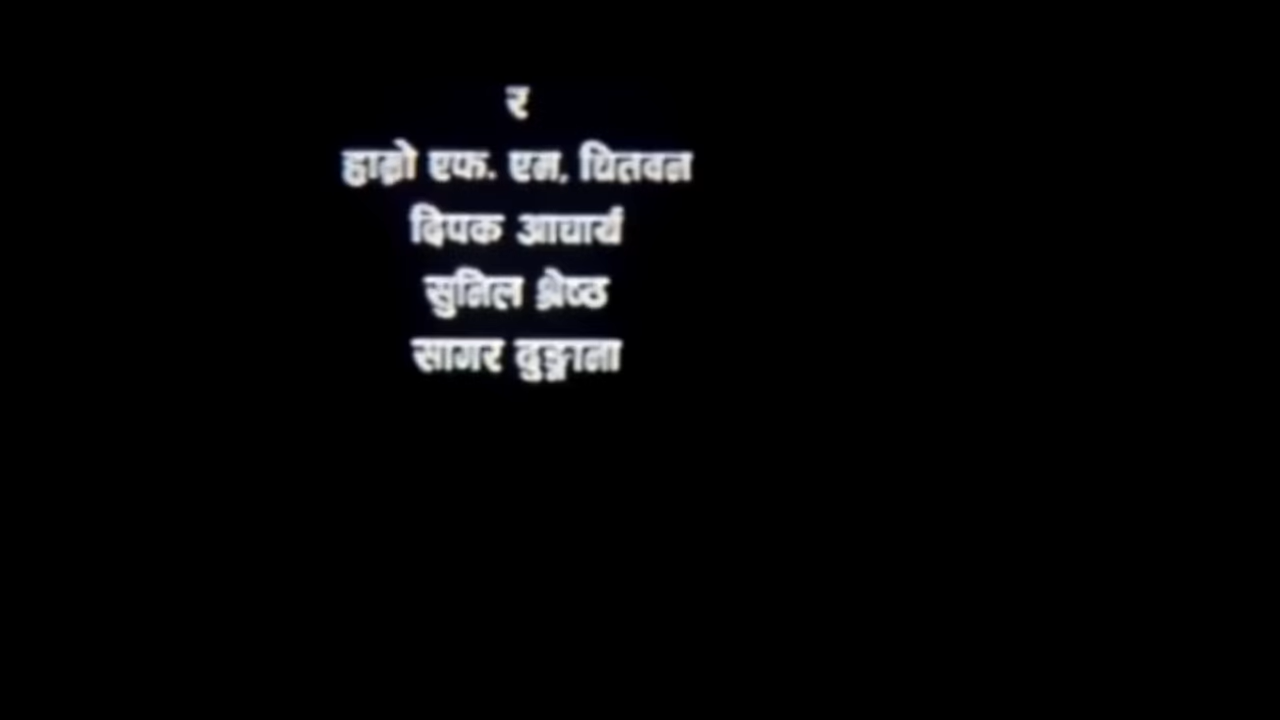 र
हाम्रो एफ. एम. चितवन
दिपक आचार्य
सुनिल श्रेष्ठ
सागर ढुङ्गाना